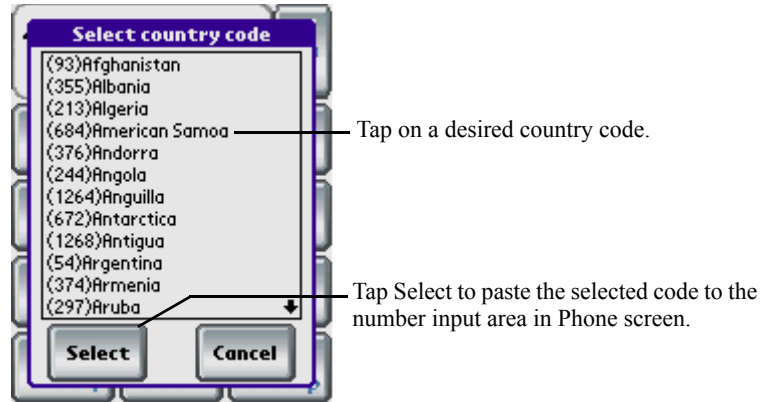 Select country code
(93)Afghanistan
(355)Albania
(213)Algeria
(684)American Samoa
Tap on a desired country code.
(376)Andorra
(244)Angola
(1264)Anguilla
(672)Antarctica
(1268)Antigua
(54)Argentina
(374)Armenia
Tap Select to paste the selected code to the
(297)Aruba
number input area in Phone screen.
Select
Cancel